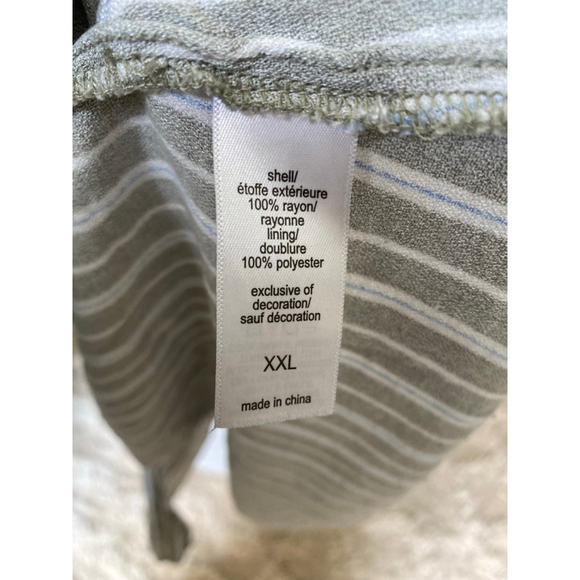 shell/
étoffe extérieure
100% rayon/
rayonne
lining/
doublure
100% polyester
exclusive of
decoration/
sauf décoration
XXL
made in china